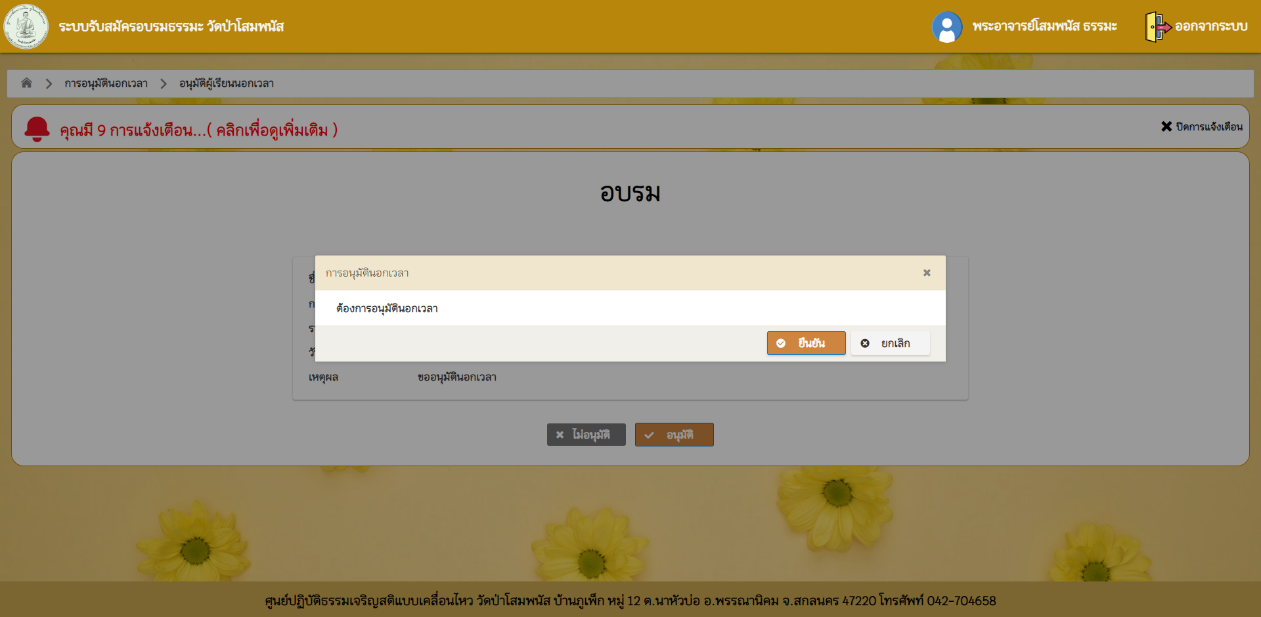 ระบบรับสมัครอบรมธรรมะ วัดป่าโสมพนัส
พระอาจารย์โสมพนัส ธรรมะ
ออกจากระบบ
การอนุมัตินอกเวลา
อนุมัติผู้เรียนนอกเวลา
คุณมี 9 การแจ้งเตือน...( คลิกเพื่อดูเพิ่มเติม )
ปิดการแจ้งเตือน
อบรม
การอนุมัตินอกเวลา
ต้องการอนุมัตินอกเวลา
ยืนยัน
ยกเลิก
เหตุผล ขออนุมัตินอกเวลา
ไม่อนุมัติ
อนุมัติ
ศูนย์ปฏิบัติธรรมเจริญสติแบบเคลื่อนไหว วัดป่าโสมพนัส บ้านภูเพ็ก หมู่ 12 ต.นาหัวบ่อ อ.พรรณานิคม จ.สกลนคร 47220 โทรศัพท์ 042-704658